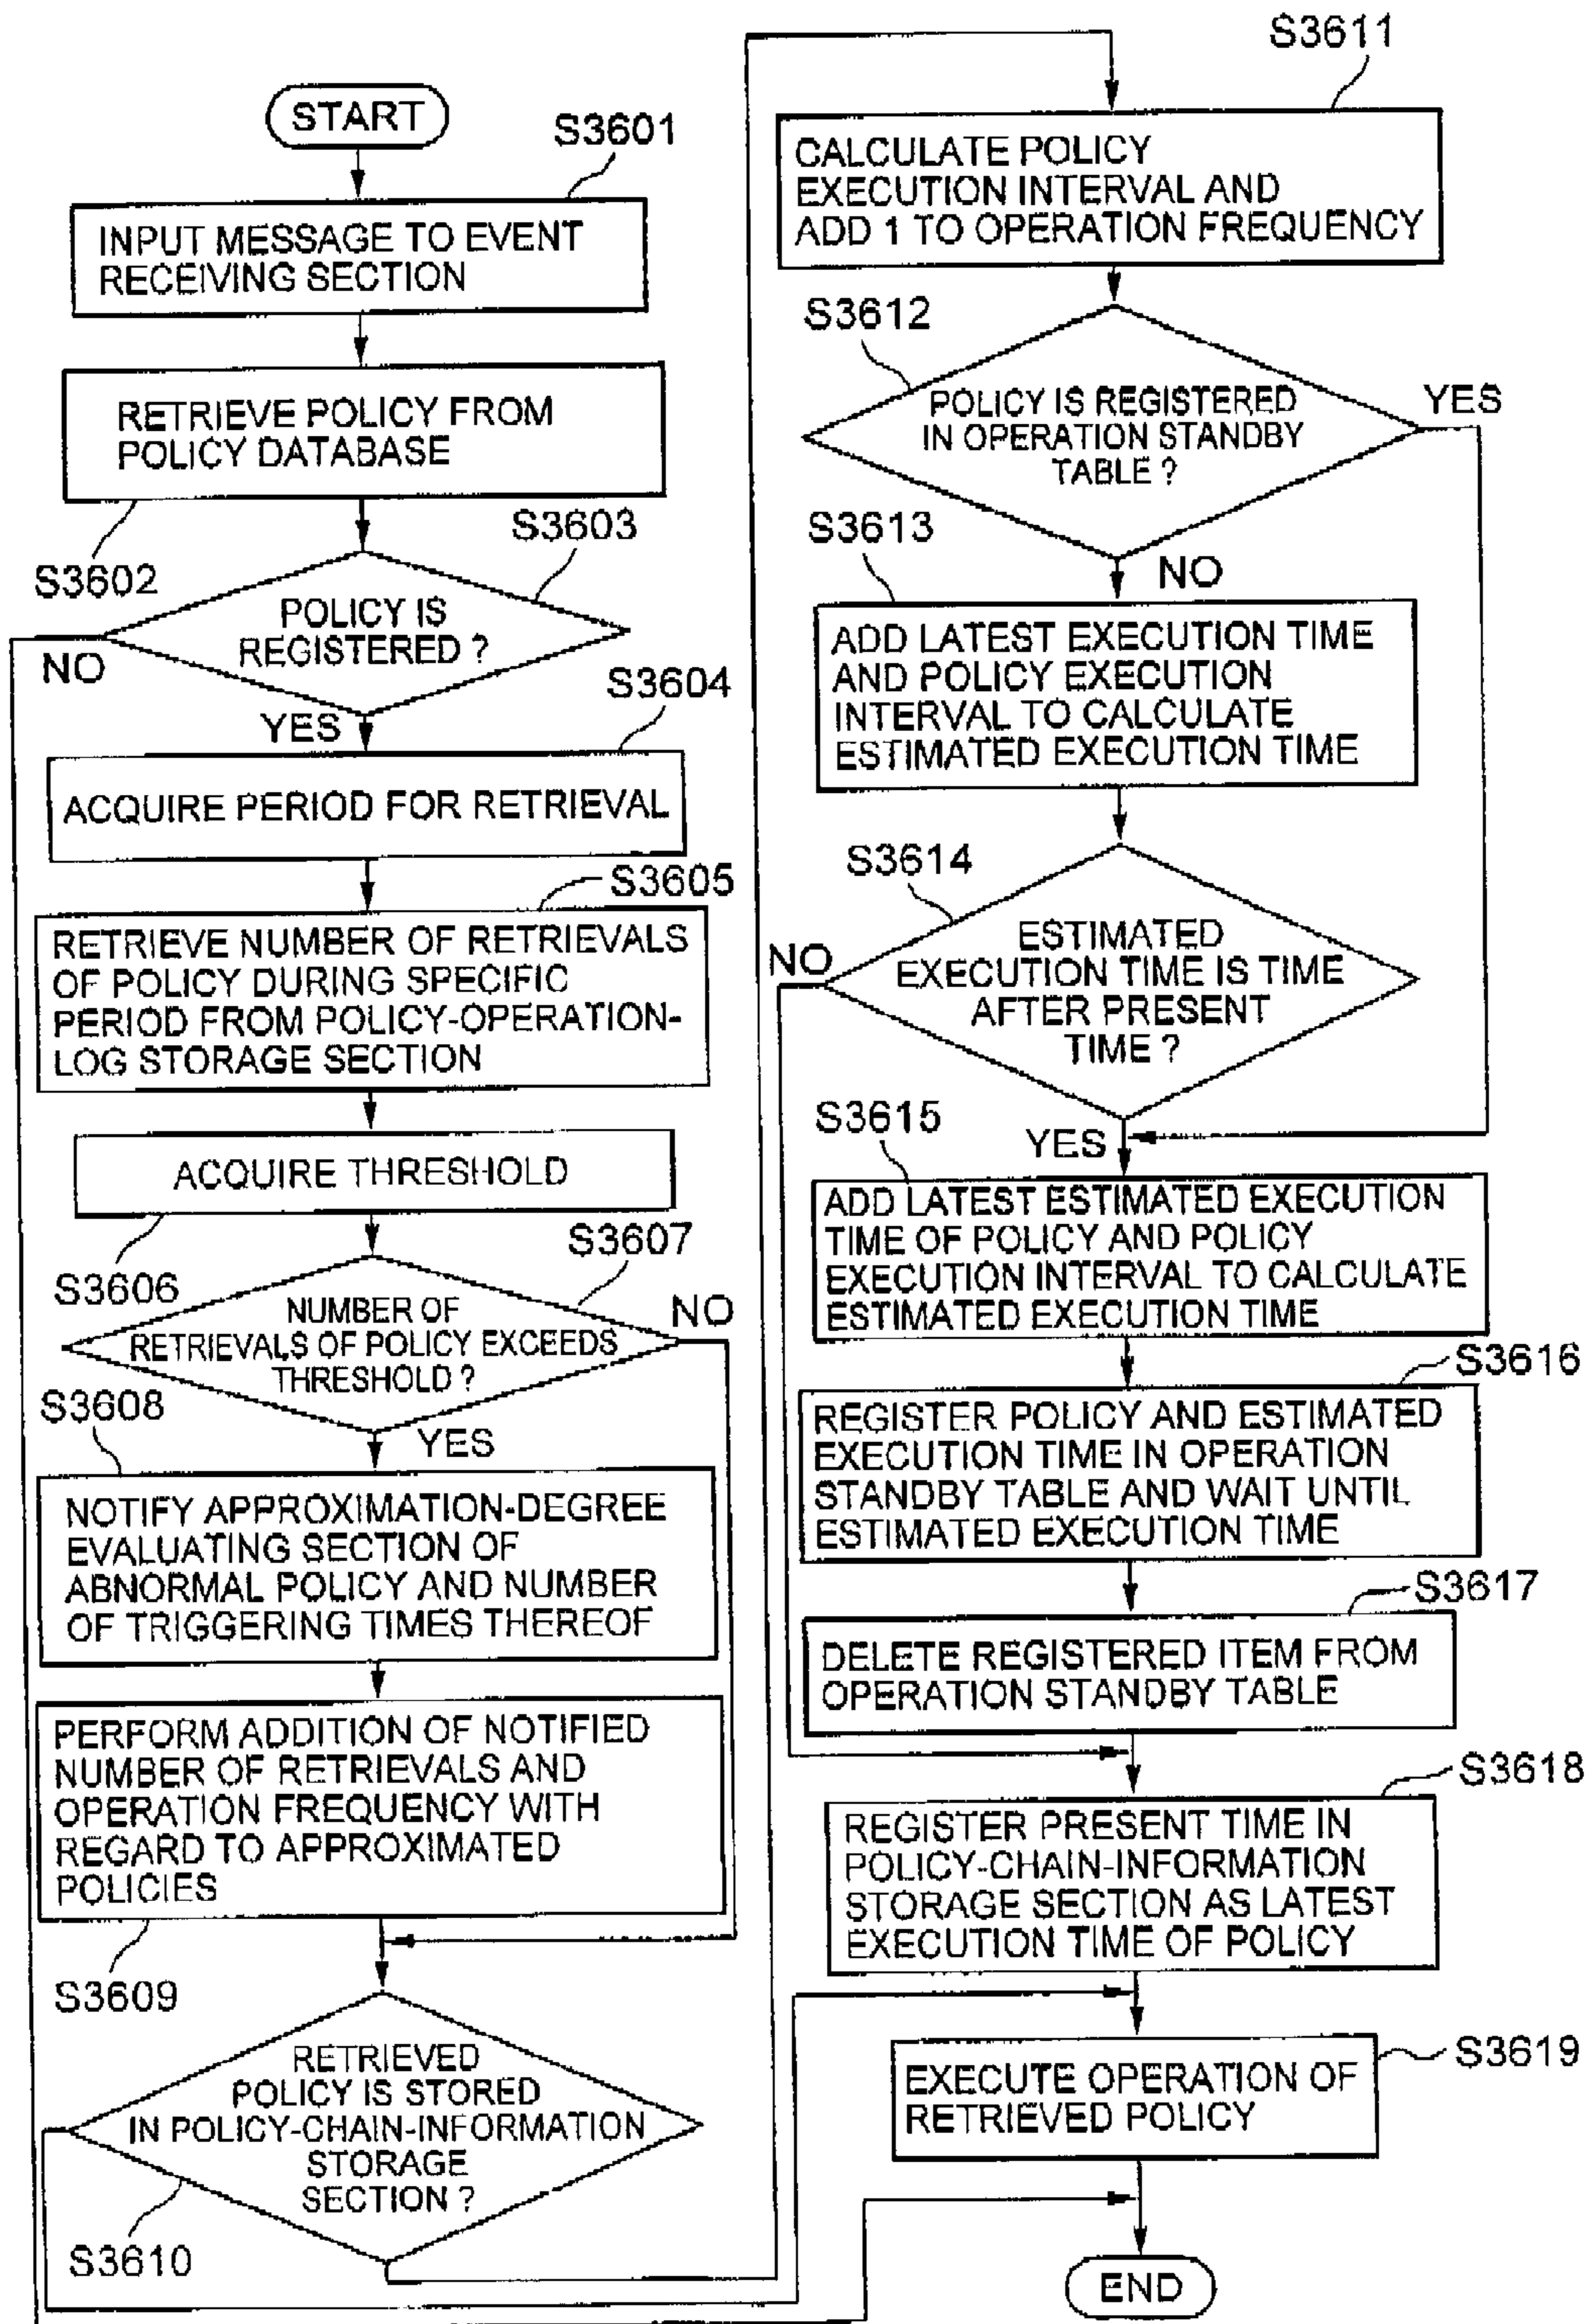 START
S3601
INPUT MESSAGE TO EVENT
RECEIVING SECTION
RETRIEVE POLICY FROM
POLICY DATABASE
S3602
S3603
POLICY IS
REGISTERED ?
NO
YES
S3604
ACQUIRE PERIOD FOR RETRIEVAL
S3605
RETRIEVE NUMBER OF RETRIEVALS
OF POLICY DURING SPECIFIC
PERIOD FROM POLICY-OPERATION-
LOG STORAGE SECTION
ACQUIRE THRESHOLD
S3606
S3607
NUMBER OF
RETRIEVALS OF POLICY EXCEEDS
THRESHOLD ?
NO
S3608
YES
NOTIFY APPROXIMATION-DEGREE
EVALUATING SECTION OF
ABNORMAL POLICY AND NUMBER
OF TRIGGERING TIMES THEREOF
PERFORM ADDITION OF NOTIFIED
NUMBER OF RETRIEVALS AND
OPERATION FREQUENCY WITH
REGARD TO APPROXIMATED
POLICIES
S3609
RETRIEVED
POLICY IS STORED
IN POLICY-CHAIN-INFORMATION
STORAGE
SECTION ?
S3610
S3611
CALCULATE POLICY
EXECUTION INTERVAL AND
ADD 1 TO OPERATION FREQUENCY
S3612
POLICY IS REGISTERED
IN OPERATION STANDBY
TABLE ?
YES
S3613
NO
ADD LATEST EXECUTION TIME
AND POLICY EXECUTION
INTERVAL TO CALCULATE
ESTIMATED EXECUTION TIME
S3614
ESTIMATED
EXECUTION TIME IS TIME
AFTER PRESENT
TIME ?
NO
S3615
YES
ADD LATEST ESTIMATED EXECUTION
TIME OF POLICY AND POLICY
EXECUTION INTERVAL TO CALCULATE
ESTIMATED EXECUTION TIME
S3616
REGISTER POLICY AND ESTIMATED
EXECUTION TIME IN OPERATION
STANDBY TABLE AND WAIT UNTIL
ESTIMATED EXECUTION TIME
S3617
DELETE REGISTERED ITEM FROM
OPERATION STANDBY TABLE
S3618
REGISTER PRESENT TIME IN
POLICY-CHAIN-INFORMATION
STORAGE SECTION AS LATEST
EXECUTION TIME OF POLICY
S3619
EXECUTE OPERATION OF
RETRIEVED POLICY
END